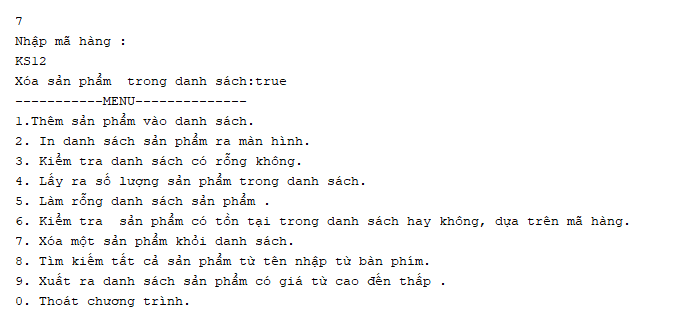 7
Nhập mã hàng :
KS12
Xóa sản phẩm  trong danh sách:true
-----------MENU--------------
1.Thêm sản phẩm vào danh sách.
2. In danh sách sản phẩm ra màn hình.
3. Kiểm tra danh sách có rỗng không.
4. Lấy ra số lượng sản phẩm trong danh sách.
5. Làm rỗng danh sách sản phẩm .
6. Kiểm tra  sản phẩm có tồn tại trong danh sách hay không, dựa trên mã hàng.
7. Xóa một sản phẩm khỏi danh sách.
8. Tìm kiếm tất cả sản phẩm từ tên nhập từ bàn phím.
9. Xuất ra danh sách sản phẩm có giá từ cao đến thấp .
0. Thoát chương trình.